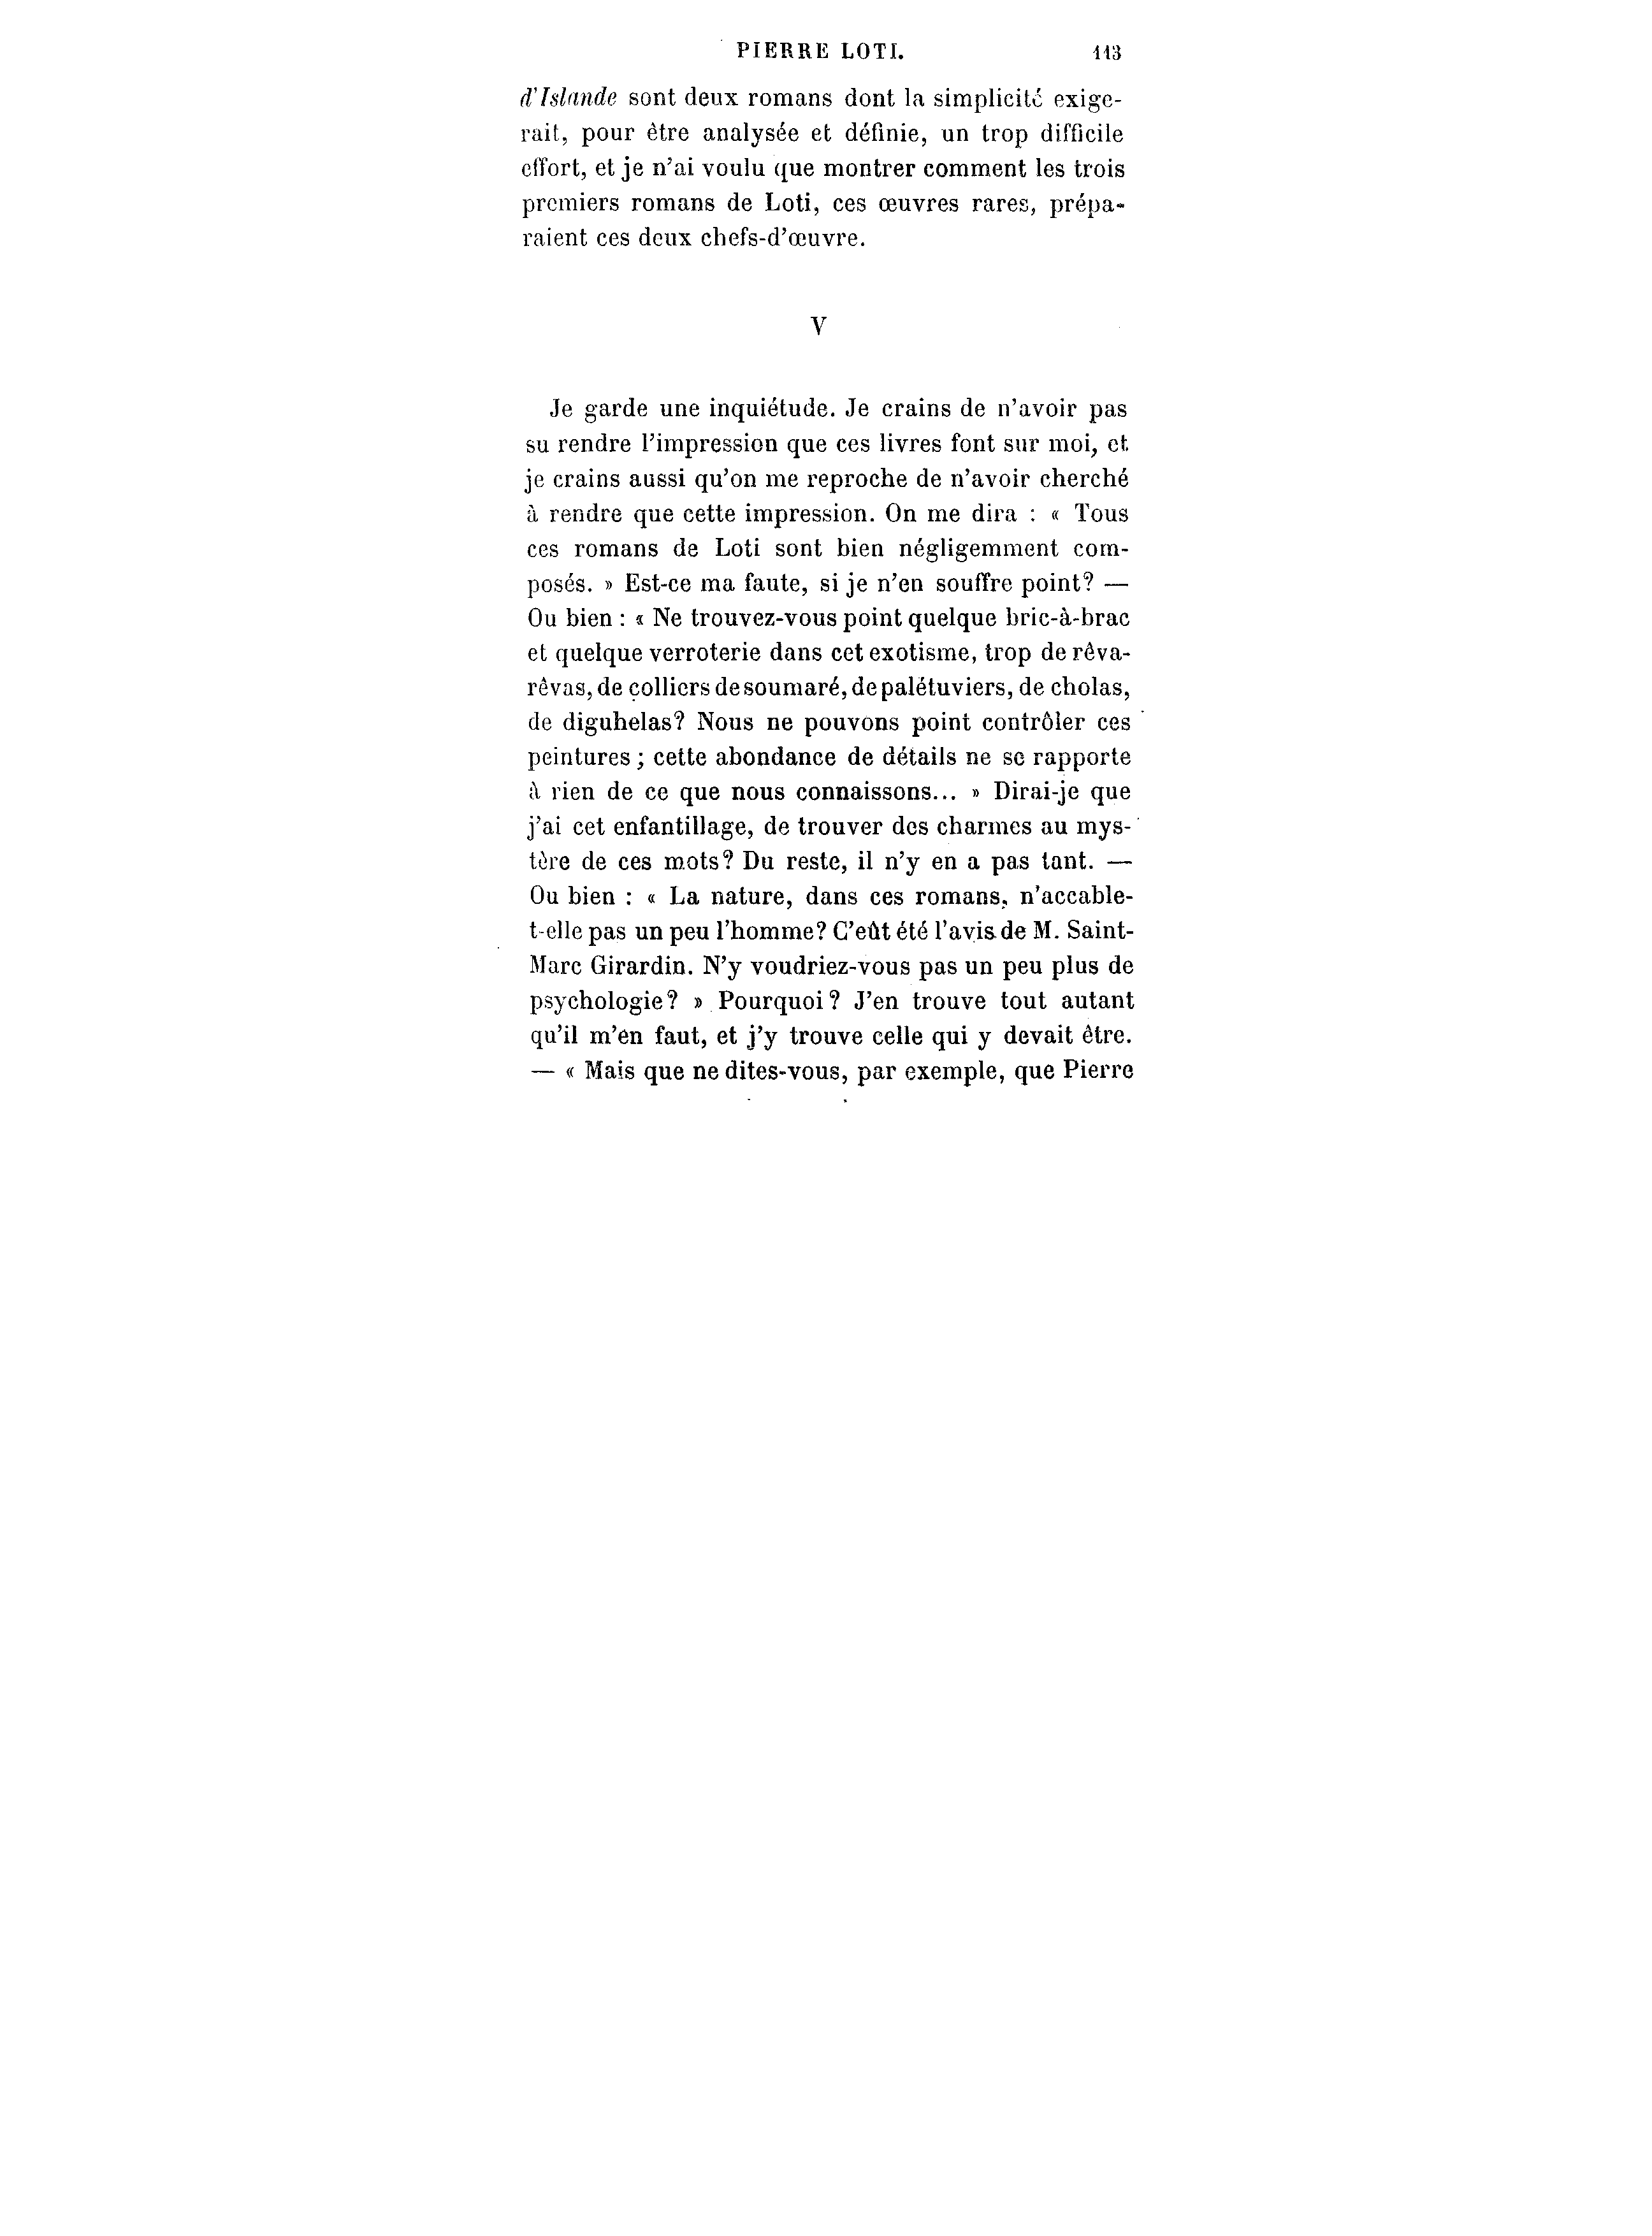 PIERRE LOTI. 113
d'Islande sont deux romans dont la simplicité exige-
rait, pour être analysée et définie, un trop difficile
effort, et je n'ai voulu que montrer comment les trois
premiers romans de Loti, ces œuvres rares, prépa-
raient ces deux chefs-d'œuvre.
V
Je garde une inquiétude. Je crains de n'avoir pas
su rendre l'impression que ces livres font sur moi, et
je crains aussi qu'on me reproche de n'avoir cherché
à rendre que cette impression. On me dira : « Tous
ces romans de Loti sont bien négligemment com-
posés. » Est-ce ma faute, si je n'en souffre point? —
Ou bien : « Ne trouvez-vous point quelque bric-à-brac
et quelque verroterie dans cet exotisme, trop de rêva-
rêvas, de colliers de soumaré, de palétuviers, de cholas,
de diguhelas? Nous ne pouvons point contrôler ces
peintures ; cette abondance de détails ne se rapporte
à rien de ce que nous connaissons... » Dirai-je que
j'ai cet enfantillage, de trouver des charmes au mys-
tère de ces mots? Du reste, il n'y en a pas tant. —
Ou bien : « La nature, dans ces romans, n'accable-
t-elle pas un peu l'homme? C'eût été l'avis de M. Saint-
Marc Girardin. N'y voudriez-vous pas un peu plus de
psychologie? » Pourquoi? J'en trouve tout autant
qu'il m'en faut, et j'y trouve celle qui y devait être.
— « Mais que ne dites-vous, par exemple, que Pierre